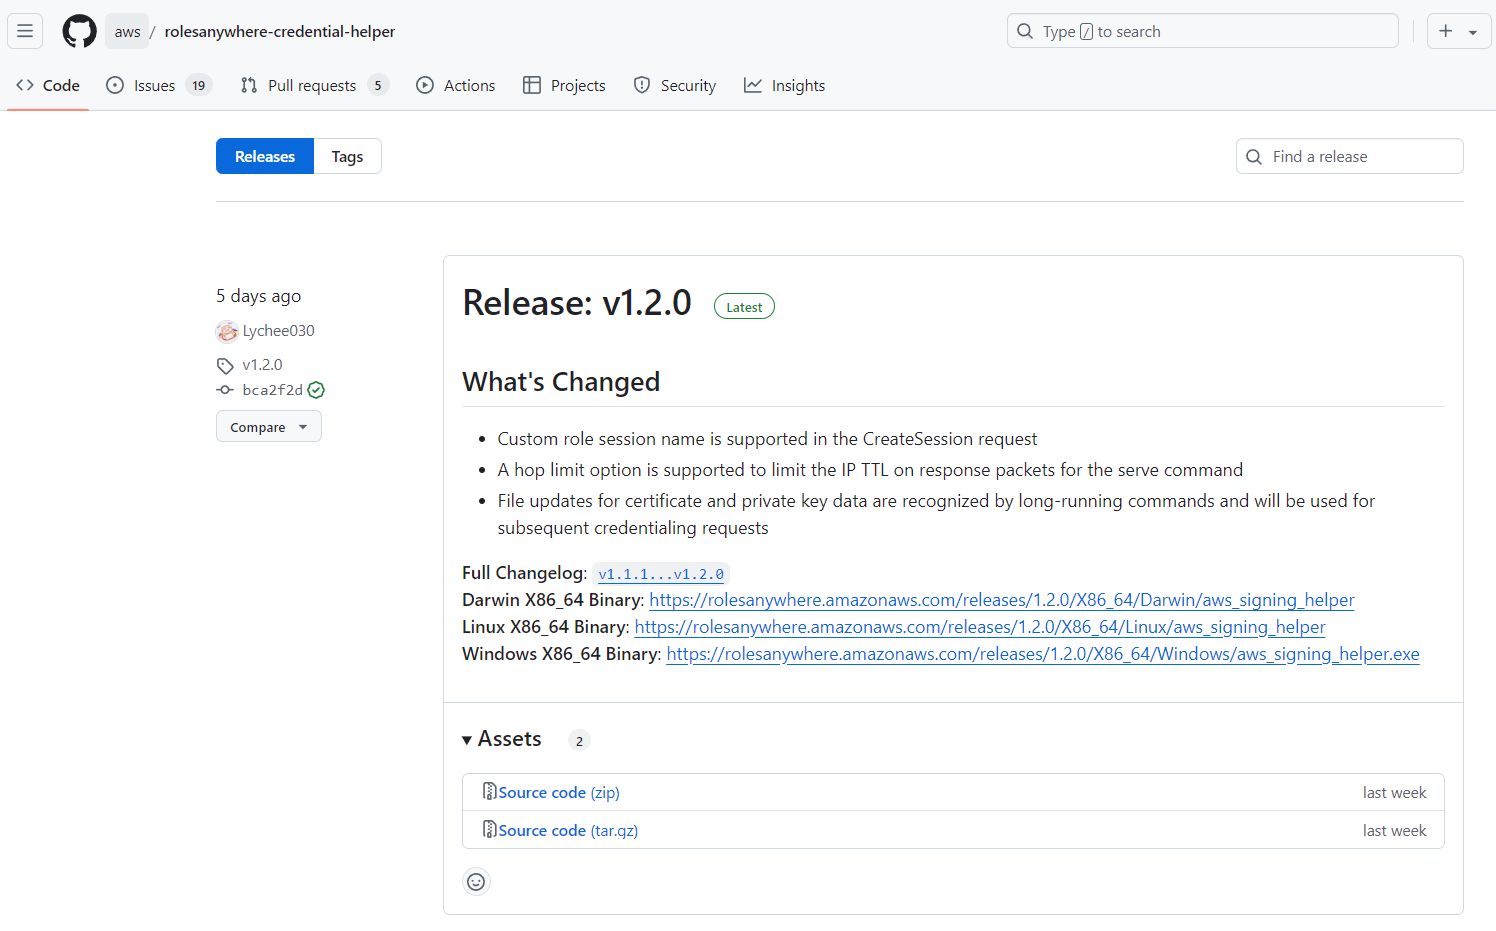 aws / rolesanywhere-credential-helper
Type / to search
Code
Issues 19
Pull requests 5
Actions
Projects
Security
Insights
Releases
Tags
Find a release
5 days ago
Lychee030
v1.2.0
bca2f2d
Compare
Release: v1.2.0 Latest
What's Changed
• Custom role session name is supported in the CreateSession request
• A hop limit option is supported to limit the IP TTL on response packets for the serve command
• File updates for certificate and private key data are recognized by long-running commands and will be used for
subsequent credentialing requests
Full Changelog: v1.1.1...v1.2.0
Darwin X86_64 Binary: https://rolesanywhere.amazonaws.com/releases/1.2.0/X86_64/Darwin/aws_signing_helper
Linux X86_64 Binary: https://rolesanywhere.amazonaws.com/releases/1.2.0/X86_64/Linux/aws_signing_helper
Windows X86_64 Binary: https://rolesanywhere.amazonaws.com/releases/1.2.0/X86_64/Windows/aws_signing_helper.exe
Assets 2
Source code (zip) last week
Source code (tar.gz) last week